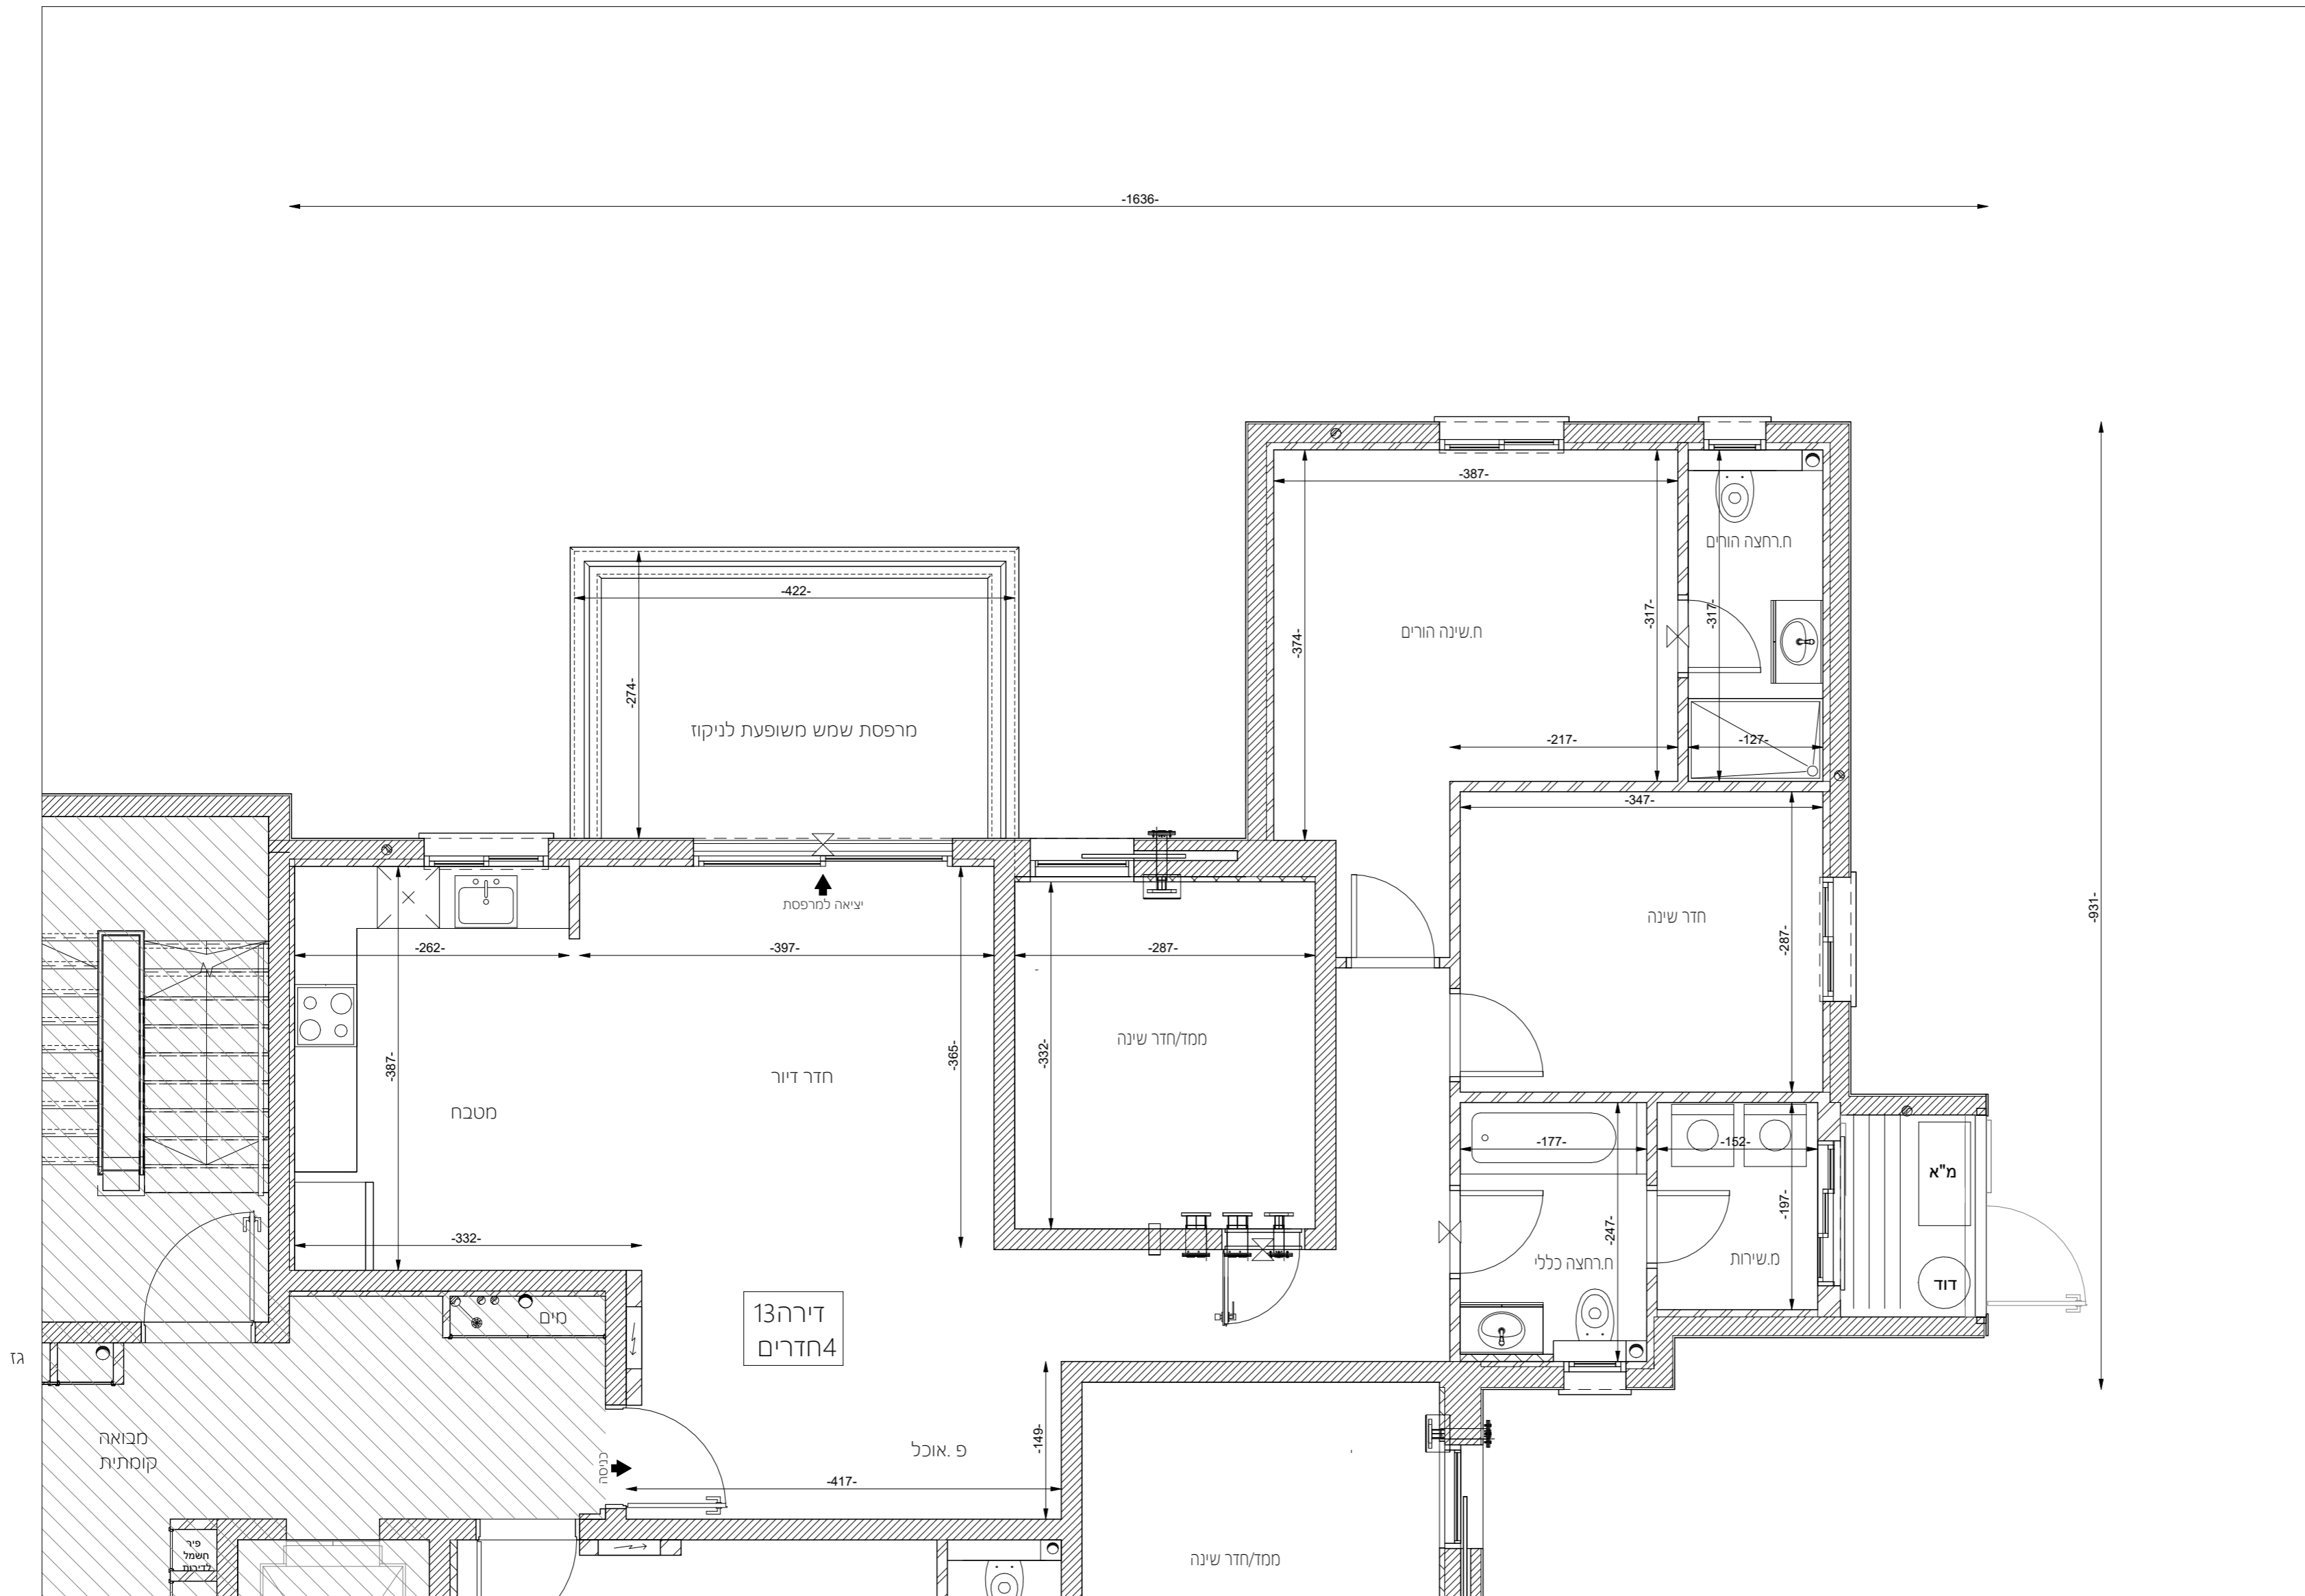 -1636-
-387-
ח.רחצה הורים
-422-
-374-
-317-
-317-
ח.שינה הורים
-274-
מרפסת שמש משופעת לניקוז
-217-
-127-
-347-
יציאה למרפסת
חדר שינה
-931-
-287-
-262-
-397-
-287-
ממד/חדר שינה
-387-
-365-
-332-
חדר דיור
מטבח
-177-
-152-
מ"א
-197-
-332-
-247-
ח.רחצה כללי
מ.שירות
דוד
מים
דירה13
4חדרים
גז
מבואה
קומתית
כניסה
פ .אוכל
-149-
-417-
פיר
חשמל
לדירות
ממד/חדר שינה